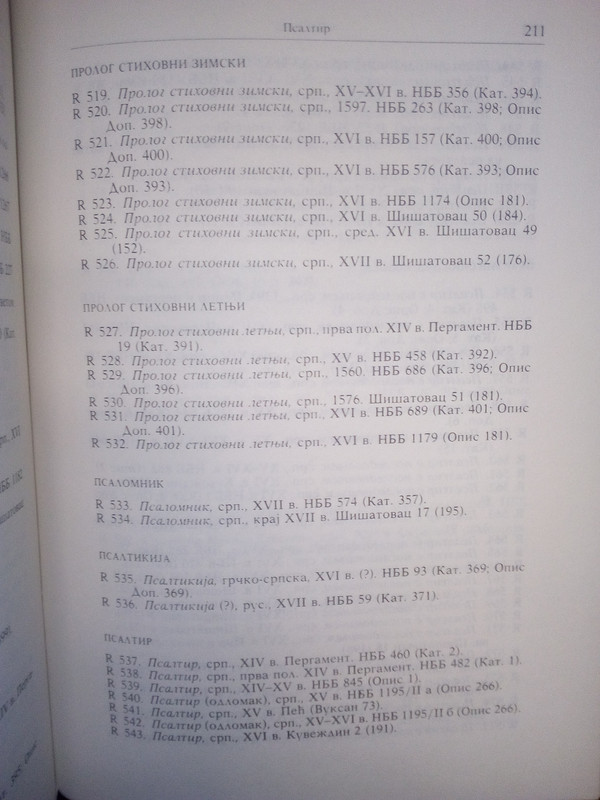 Псалтир 211
ПРОЛОГ СТИХОВНИ ЗИМСКИ
R 519. Пролог стиховни зимски, срп., XV–XVI в. НББ 356 (Кат. 394).
R 520. Пролог стиховни зимски, срп., 1597. НББ 263 (Кат. 398; Опис
Доп. 398).
R 521. Пролог стиховни зимски, срп., XVI в. НББ 157 (Кат. 400; Опис
Доп. 400).
R 522. Пролог стиховни зимски, срп., XVI в. НББ 576 (Кат. 393; Опис
Доп. 393).
R 523. Пролог стиховни зимски, срп., XVI в. НББ 1174 (Опис 181).
R 524. Пролог стиховни зимски, срп., XVI в. Шишатовац 50 (184).
R 525. Пролог стиховни зимски, срп., сред. XVI в. Шишатовац 49
(152).
R 526. Пролог стиховни зимски, срп., XVII в. Шишатовац 52 (176).
ПРОЛОГ СТИХОВНИ ЛЕТЊИ
R 527. Пролог стиховни летњи, срп., прва пол. XIV в. Пергамент. НББ
19 (Кат. 391).
R 528. Пролог стиховни летњи, срп., XV в. НББ 458 (Кат. 392).
R 529. Пролог стиховни летњи, срп., 1560. НББ 686 (Кат. 396; Опис
Доп. 396).
R 530. Пролог стиховни летњи, срп., 1576. Шишатовац 51 (181).
R 531. Пролог стиховни летњи, срп., XVI в. НББ 689 (Кат. 401; Опис
Доп. 401).
R 532. Пролог стиховни летњи, срп., XVI в. НББ 1179 (Опис 181).
ПСАЛОМНИК
R 533. Псаломник, срп., XVII в. НББ 574 (Кат. 357).
R 534. Псаломник, срп., крај XVII в. Шишатовац 17 (195).
ПСАЛТИКИЈА
R 535. Псалтикија, грчко-српска, XVI в. (?). НББ 93 (Кат. 369; Опис
Доп. 369).
R 536. Псалтикија (?), рус., XVII в. НББ 59 (Кат. 371).
ПСАЛТИР
R 537. Псалтир, срп., XIV в. Пергамент. НББ 460 (Кат. 2).
R 538. Псалтир, срп., прва пол. XIV в. Пергамент. НББ 482 (Кат. 1).
R 539. Псалтир, срп., XIV–XV в. НББ 845 (Опис 1).
R 540. Псалтир (одломак), срп., XV в. НББ 1195/II а (Опис 266).
R 541. Псалтир, срп., XV в. Пећ (Вуксан 73).
R 542. Псалтир (одломак), срп., XV–XVI в. НББ 1195/II б (Опис 266).
R 543. Псалтир, срп., XVI в. Кувеждин 2 (191).